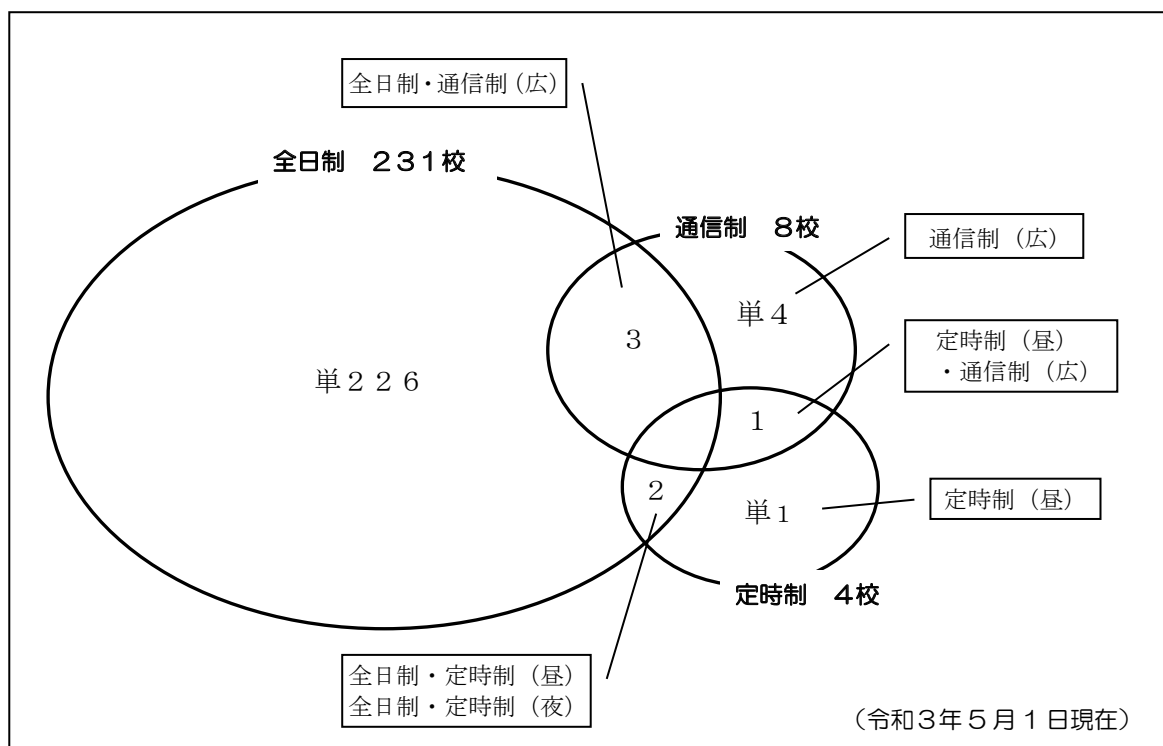 全日制・通信制（広）
全日制　２３１校
通信制　８校
通信制（広）
単４
３
定時制（昼）
・通信制（広）
単２２６
１
２
単１
定時制（昼）
定時制　４校
全日制・定時制（昼）
全日制・定時制（夜）
（令和３年５月１日現在）